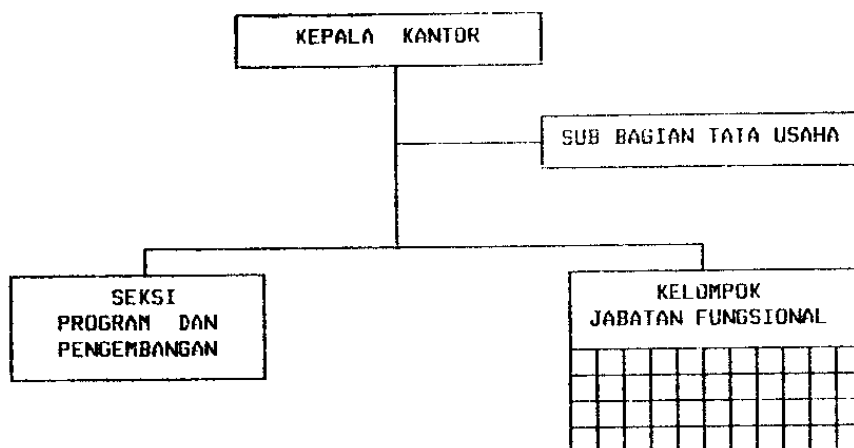 KEPALA KANTOR
SUB BAGIAN TATA USAHA
SEKSI
PROGRAM DAN
PENGEMBANGAN
KELOMPOK
JABATAN FUNGSIONAL